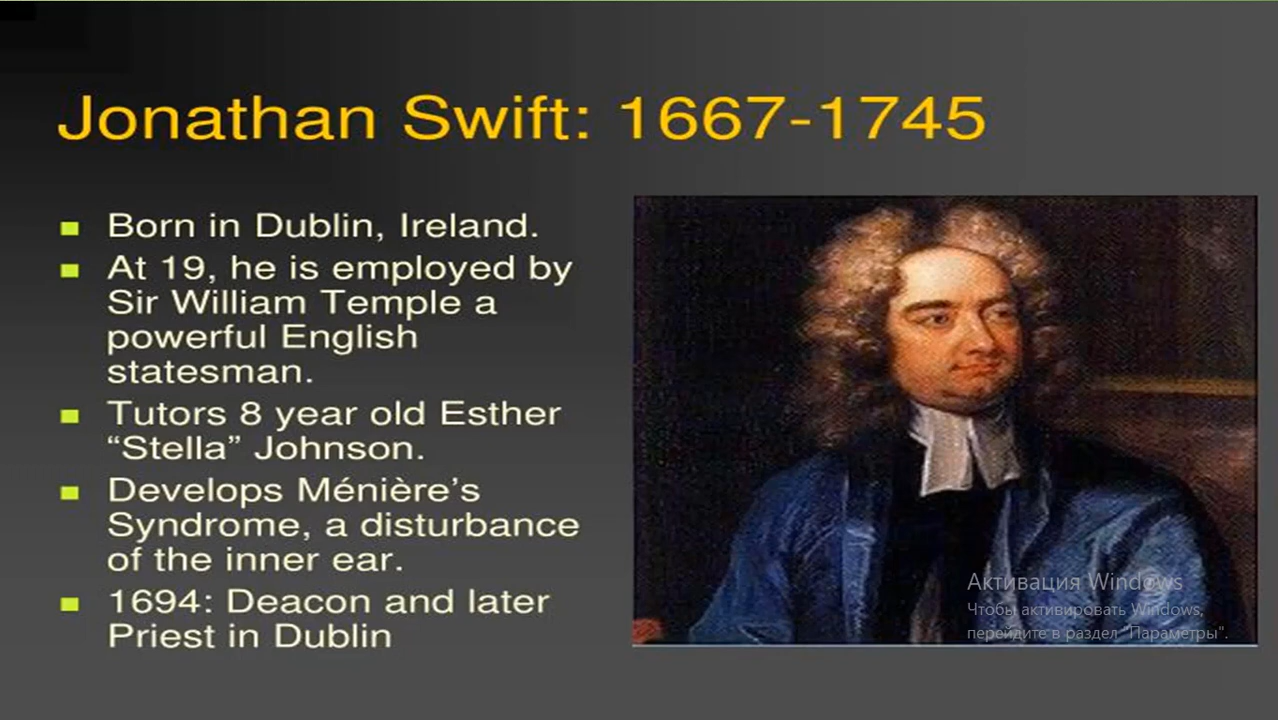 Jonathan Swift: 1667-1745
Born in Dublin, Ireland.
At 19, he is employed by
Sir William Temple a
powerful English
statesman.
Tutors 8 year old Esther
“Stella” Johnson.
Develops Ménière’s
Syndrome, a disturbance
of the inner ear.
1694: Deacon and later
Priest in Dublin
Активация Windows
Чтобы активировать Windows,
перейдите в раздел "Параметры".